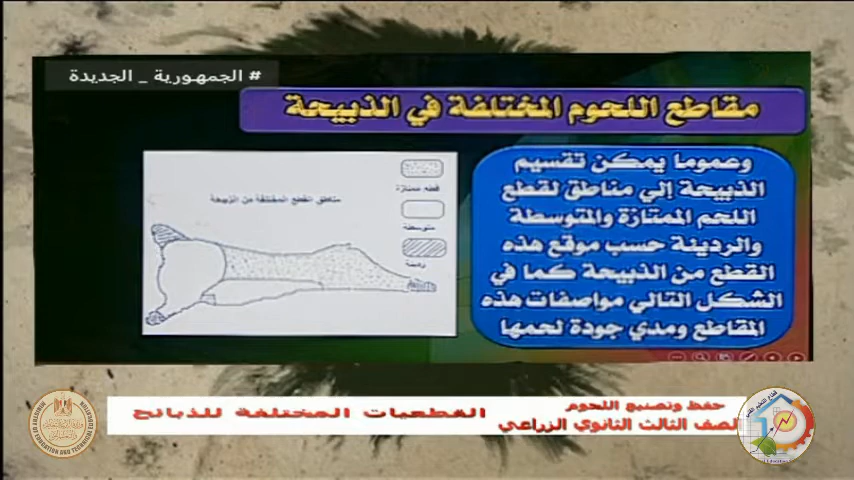 # الجمهورية _ الجديدة
مقاطع اللحوم المختلفة في الذبيحة
وعموما يمكن تقسيم
الذبيحة إلي مناطق لقطع
اللحم الممتازة والمتوسطة
والرديئة حسب موقع هذه
القطع من الذبيحة كما في
الشكل التالي مواصفات هذه
المقاطع ومدي جودة لحمها
قطع ممتازة
مناطق القطع المختلفة من الذبيحة
متوسطة
رديئة
حفظ وتصنيع اللحوم
الصف الثالث الثانوي الزراعي
القطعيات المختلفة للذبائح